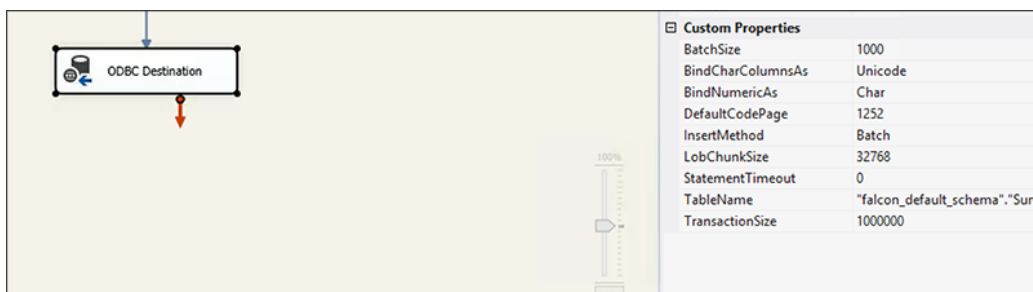 ODBC Destination
100%
Custom Properties
BatchSize 1000
BindCharColumnsAs Unicode
BindNumericAs Char
DefaultCodePage 1252
InsertMethod Batch
LobChunkSize 32768
StatementTimeout 0
TableName "falcon_default_schema"."Sur
TransactionSize 1000000